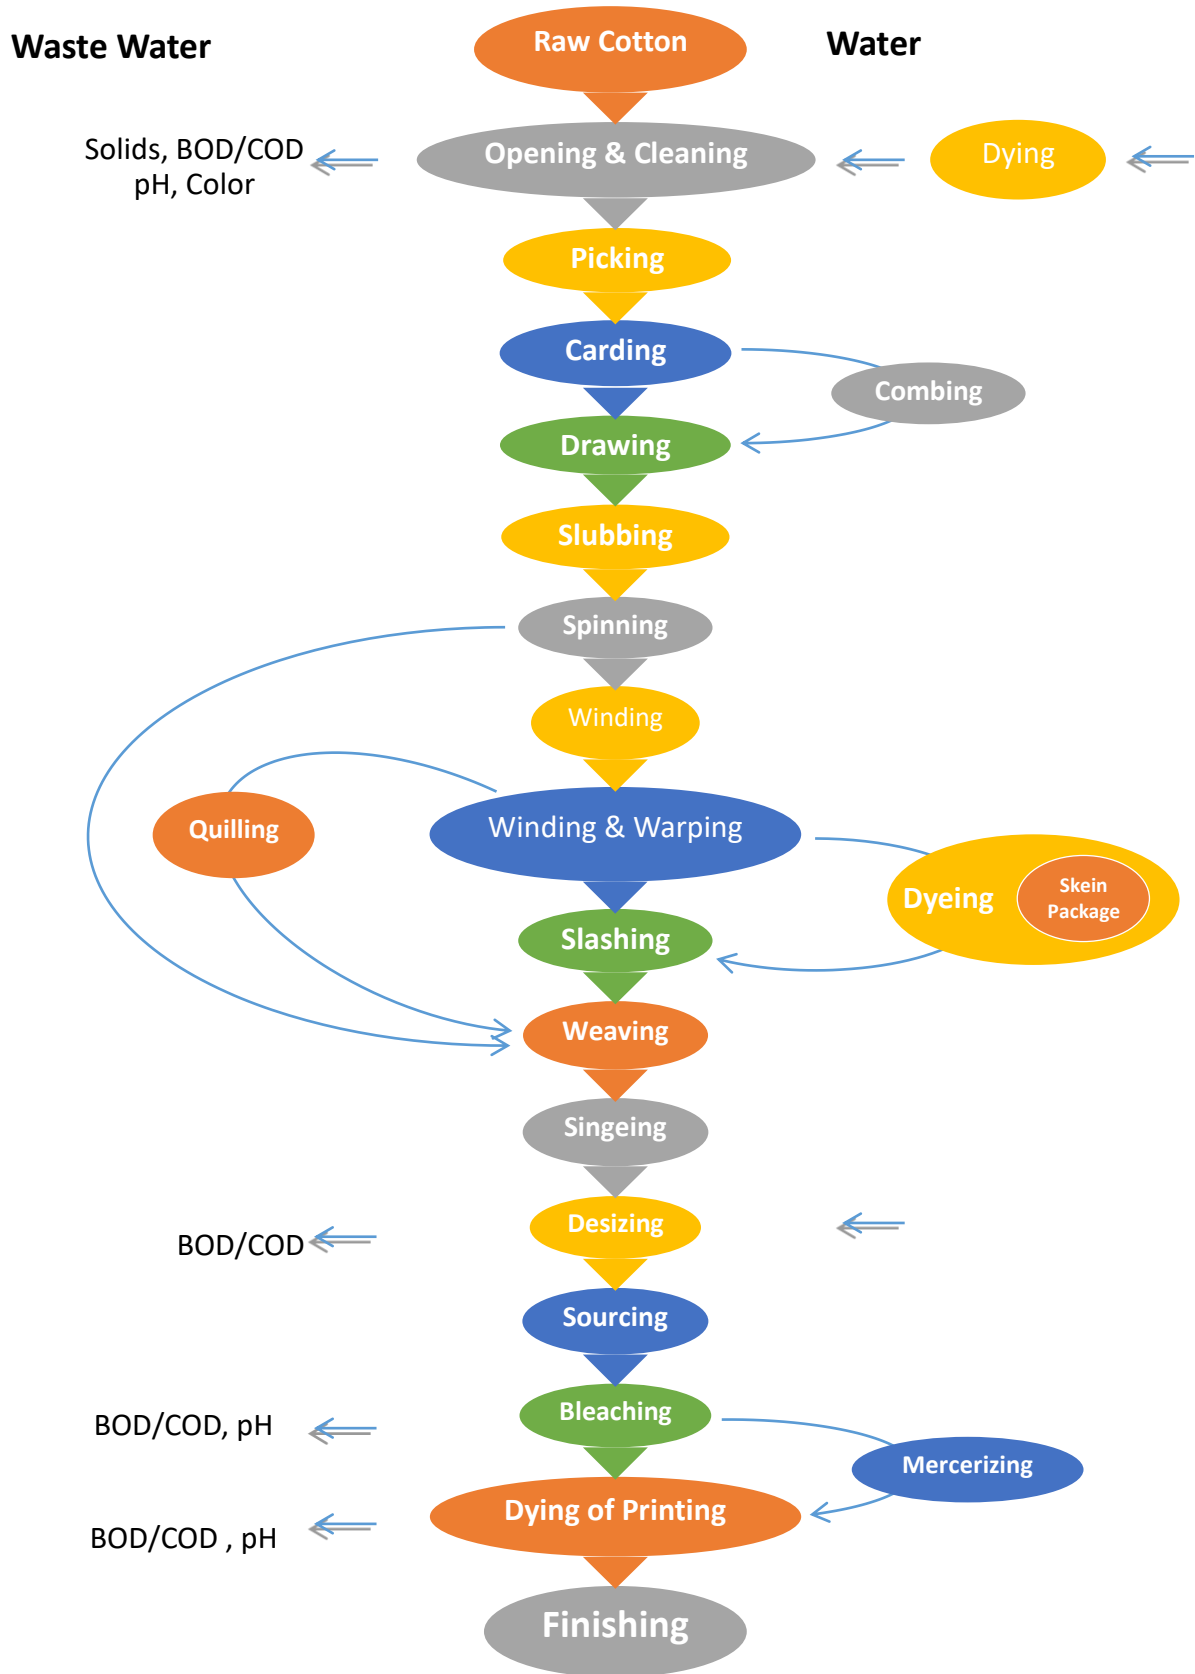 Waste Water
Raw Cotton
Water
Solids, BOD/COD
pH, Color
Opening & Cleaning
Dying
Picking
Carding
Combing
Drawing
Slubbing
Spinning
Winding
Quilling
Winding & Warping
Dyeing
Skein
Package
Slashing
Weaving
Singeing
Desizing
BOD/COD
Sourcing
Bleaching
BOD/COD, pH
Mercerizing
Dying of Printing
BOD/COD , pH
Finishing